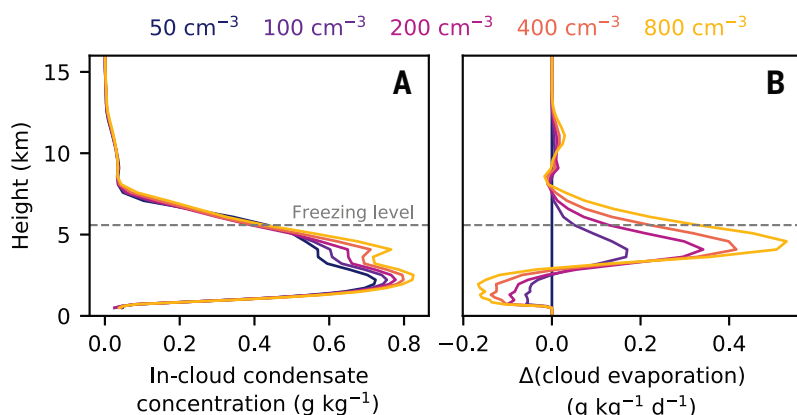 50 cm⁻³ 100 cm⁻³ 200 cm⁻³ 400 cm⁻³ 800 cm⁻³
A
B
Height (km)
15
10
5
0
Freezing level
0.0 0.2 0.4 0.6 0.8
−0.2 0.0 0.2 0.4
In-cloud condensate
concentration (g kg⁻¹)
Δ(cloud evaporation)
(g kg⁻¹ d⁻¹)